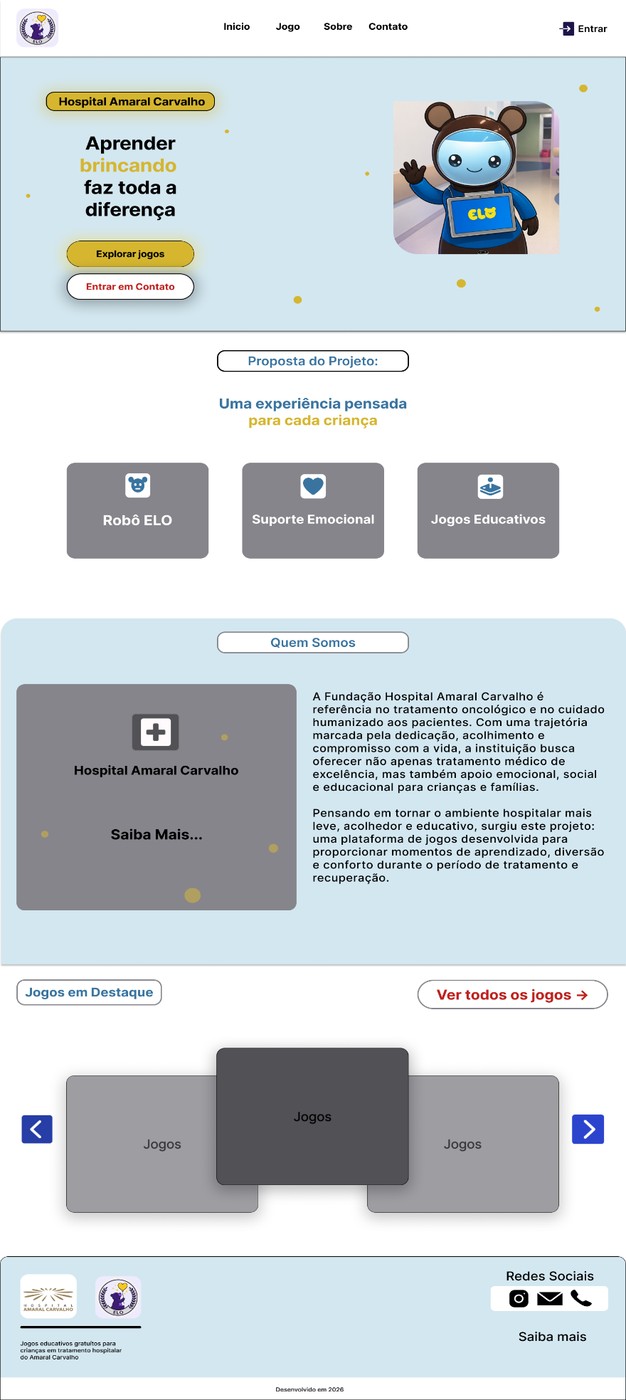 ELO
Inicio
Jogo
Sobre
Contato
Entrar
Hospital Amaral Carvalho
Aprender
brincando
faz toda a
diferença
ELO
Explorar jogos
Entrar em Contato
Proposta do Projeto:
Uma experiência pensada
para cada criança
Robô ELO
Suporte Emocional
Jogos Educativos
Quem Somos
Hospital Amaral Carvalho
Saiba Mais...
A Fundação Hospital Amaral Carvalho é
referência no tratamento oncológico e no cuidado
humanizado aos pacientes. Com uma trajetória
marcada pela dedicação, acolhimento e
compromisso com a vida, a instituição busca
oferecer não apenas tratamento médico de
excelência, mas também apoio emocional, social
e educacional para crianças e famílias.
Pensando em tornar o ambiente hospitalar mais
leve, acolhedor e educativo, surgiu este projeto:
uma plataforma de jogos desenvolvida para
proporcionar momentos de aprendizado, diversão
e conforto durante o período de tratamento e
recuperação.
Jogos em Destaque
Ver todos os jogos →
Jogos
Jogos
Jogos
HOSPITAL
AMARAL CARVALHO
ELO
Jogos educativos gratuitos para
crianças em tratamento hospitalar
do Amaral Carvalho
Redes Sociais
Saiba mais
Desenvolvido em 2026